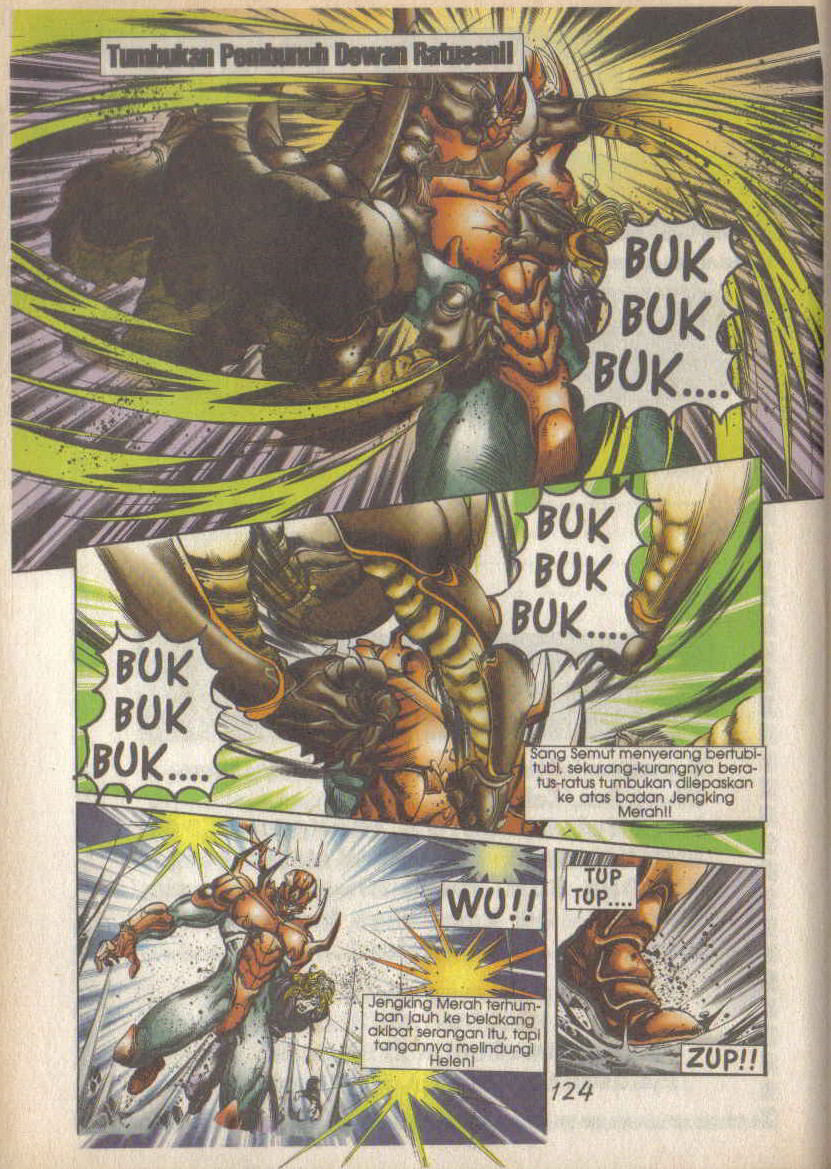 Tumbukan Pembunuh Dewan Ratusan!!
BUK
BUK
BUK....
BUK
BUK
BUK....
BUK
BUK
BUK....
Sang Semut menyerang bertubi-
tubi, sekurang-kurangnya bera-
tus-ratus tumbukan dilepaskan
ke atas badan Jengking
Merah!!
WU!!
Jengking Merah terhum-
ban jauh ke belakang
akibat serangan itu, tapi
tangannya melindungi
Helen!
TUP
TUP....
ZUP!!
124